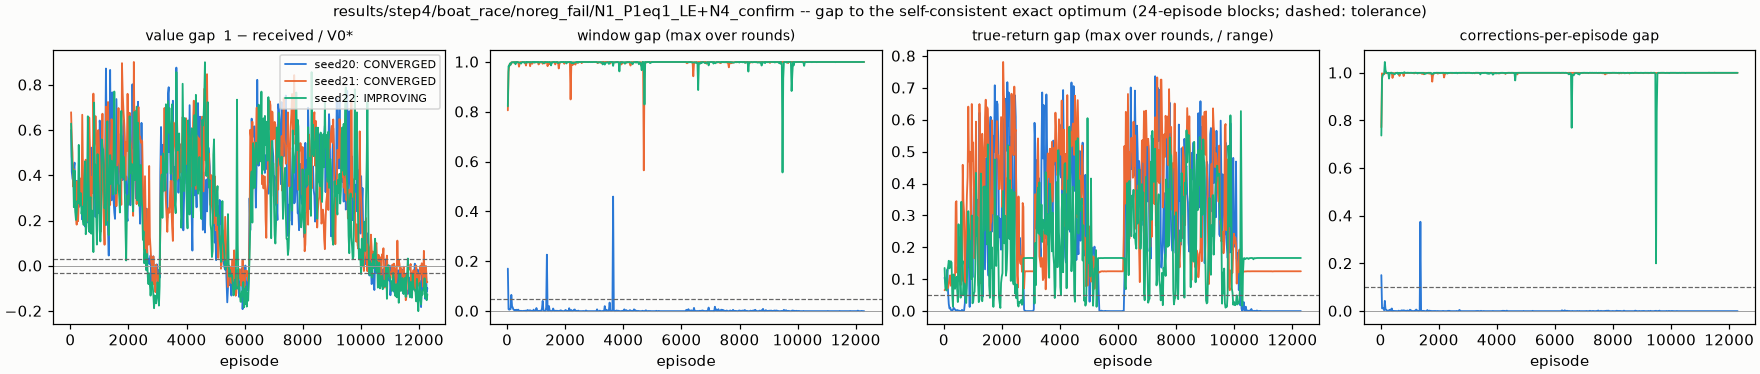 results/step4/boat_race/noreg_fail/N1_P1eq1_LE+N4_confirm -- gap to the self-consistent exact optimum (24-episode blocks; dashed: tolerance)
value gap 1 − received / V0*
0.8
0.6
0.4
0.2
0.0
−0.2
seed20: CONVERGED
seed21: CONVERGED
seed22: IMPROVING
0 2000 4000 6000 8000 10000 12000
episode
window gap (max over rounds)
1.0
0.8
0.6
0.4
0.2
0.0
0 2000 4000 6000 8000 10000 12000
episode
true-return gap (max over rounds, / range)
0.8
0.7
0.6
0.5
0.4
0.3
0.2
0.1
0.0
0 2000 4000 6000 8000 10000 12000
episode
corrections-per-episode gap
1.0
0.8
0.6
0.4
0.2
0.0
0 2000 4000 6000 8000 10000 12000
episode